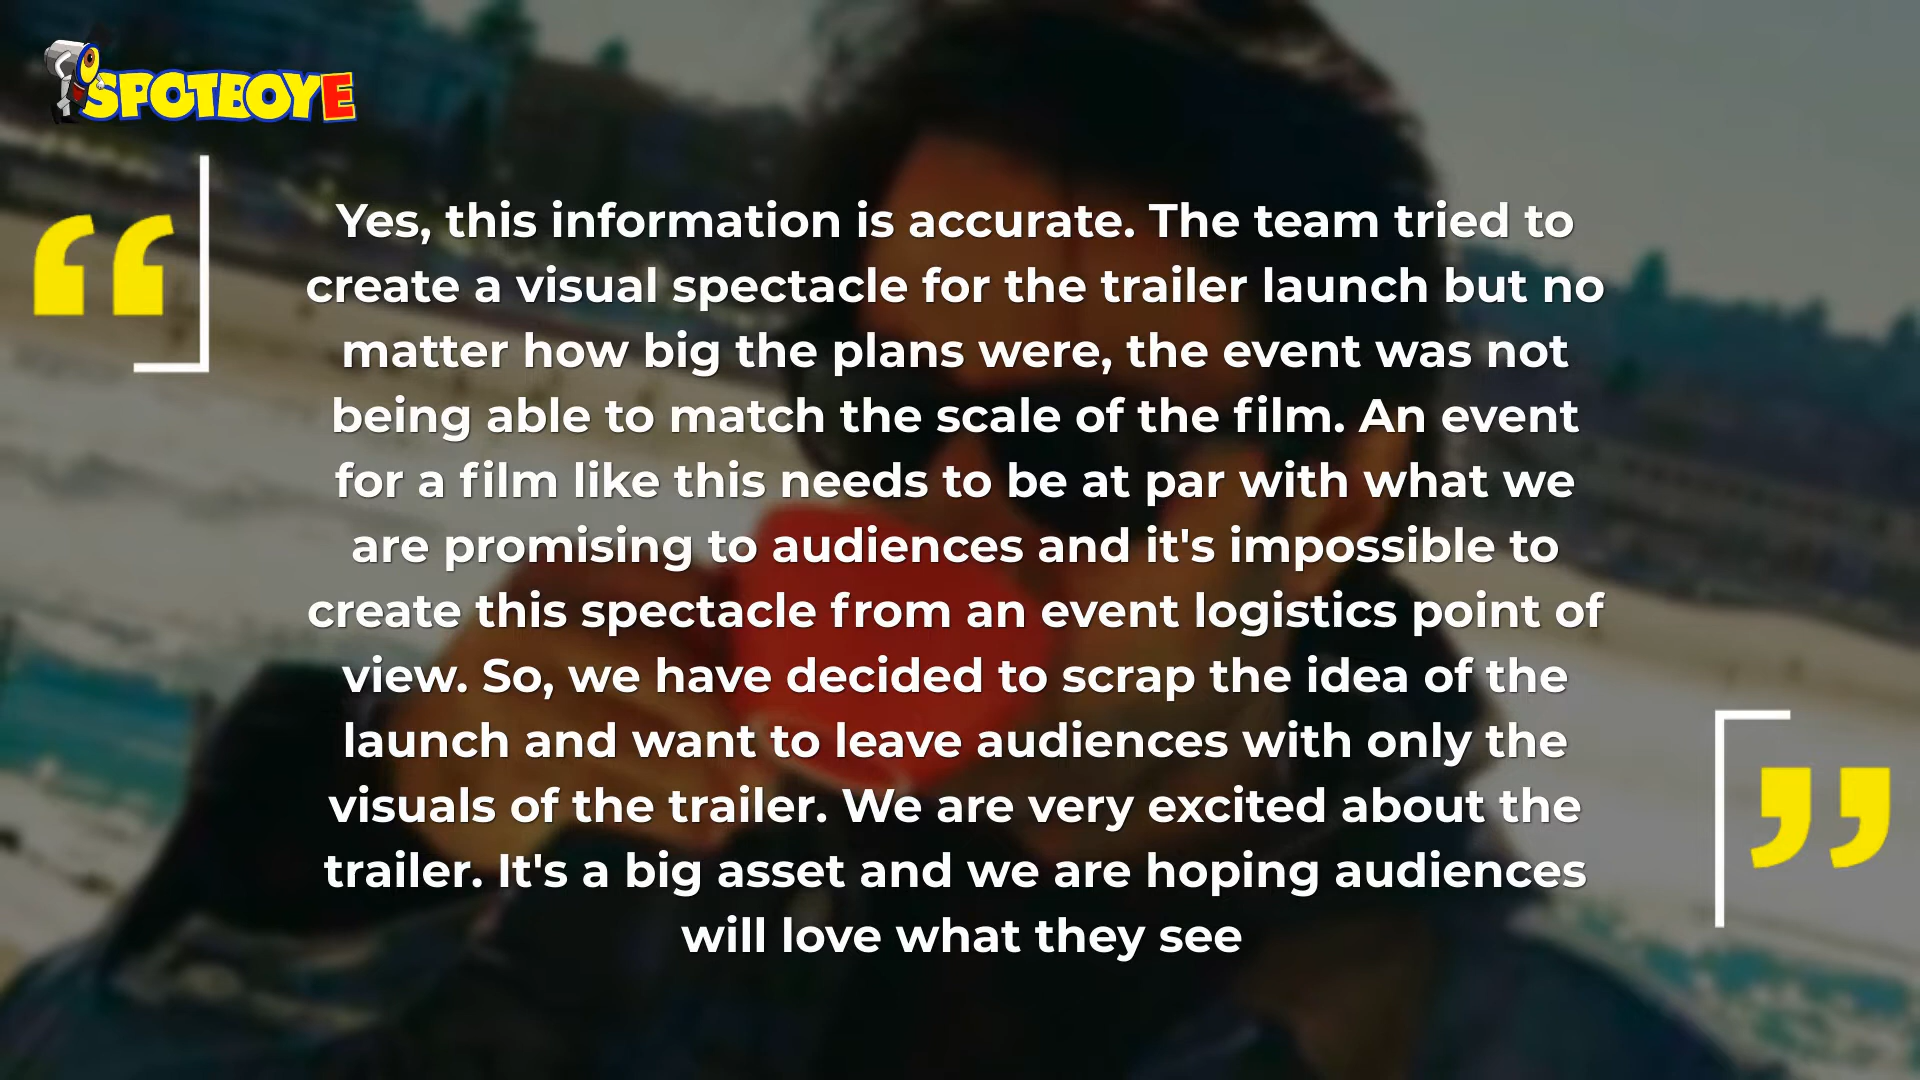 SPOTBOYE
Yes, this information is accurate. The team tried to
create a visual spectacle for the trailer launch but no
matter how big the plans were, the event was not
being able to match the scale of the film. An event
for a film like this needs to be at par with what we
are promising to audiences and it's impossible to
create this spectacle from an event logistics point of
view. So, we have decided to scrap the idea of the
launch and want to leave audiences with only the
visuals of the trailer. We are very excited about the
trailer. It's a big asset and we are hoping audiences
will love what they see